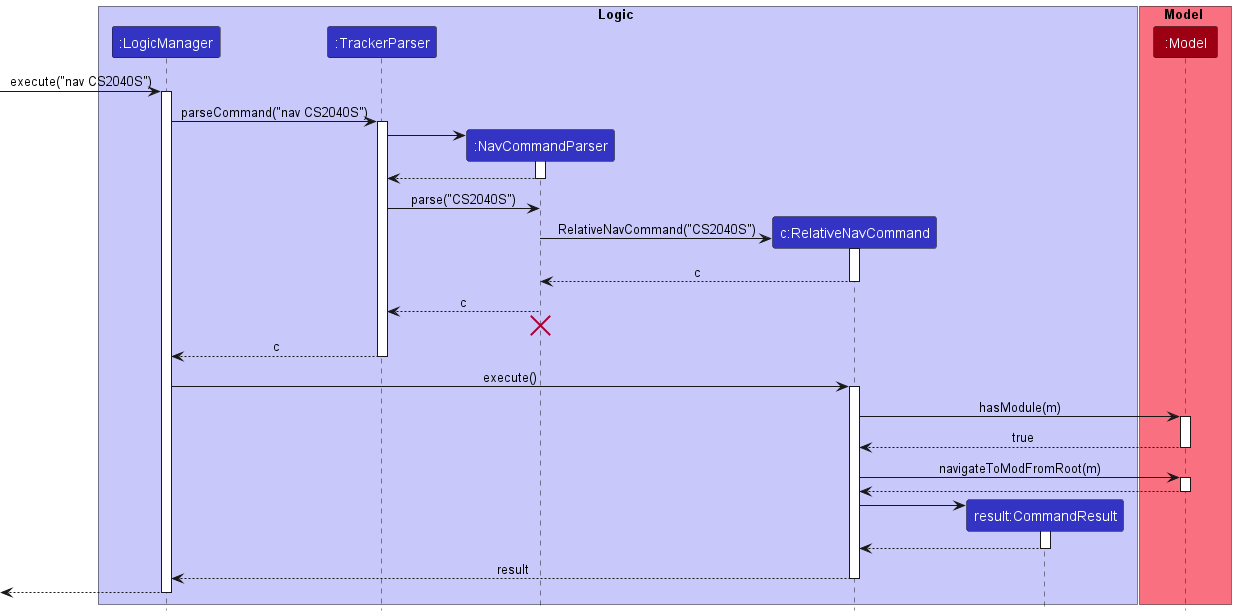 Logic
Model
:LogicManager
:TrackerParser
:Model
execute("nav CS2040S")
parseCommand("nav CS2040S")
:NavCommandParser
parse("CS2040S")
RelativeNavCommand("CS2040S")
c:RelativeNavCommand
c
c
c
execute()
hasModule(m)
true
navigateToModFromRoot(m)
result:CommandResult
result